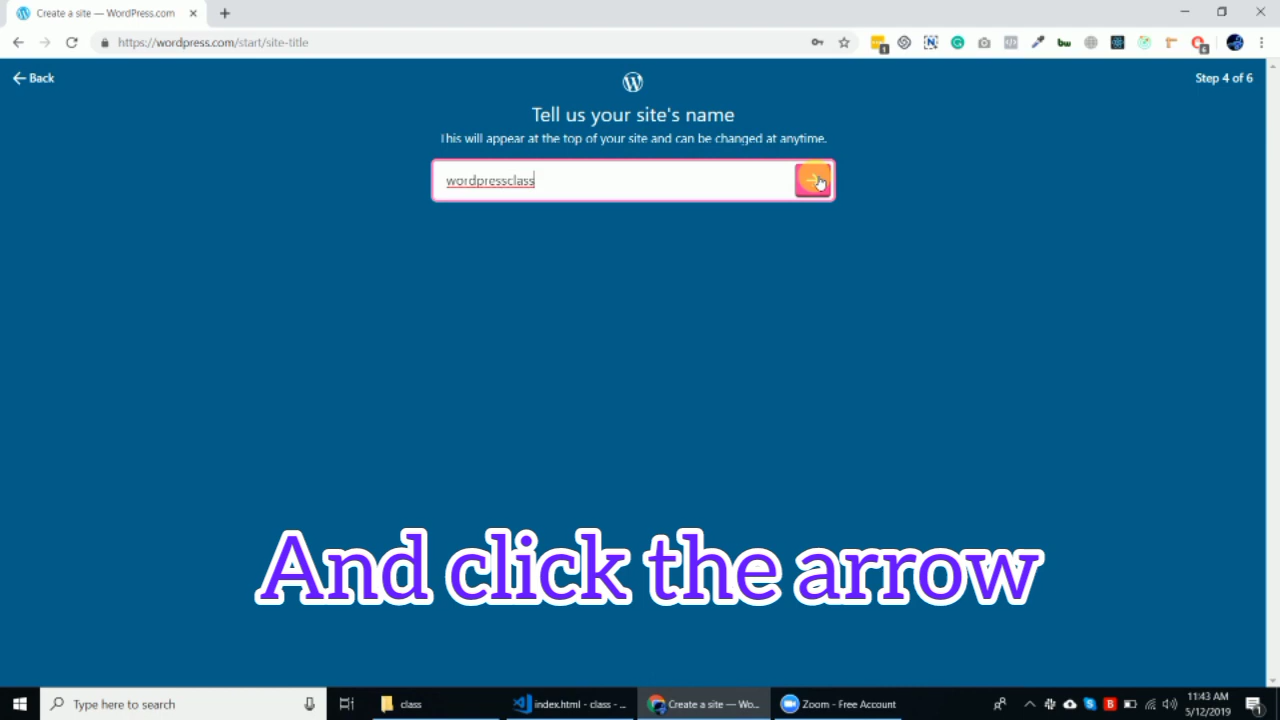 Create a site — WordPress.com
https://wordpress.com/start/site-title
1
6
Back
Step 4 of 6
Tell us your site's name
This will appear at the top of your site and can be changed at anytime.
wordpressclass
And click the arrow
Type here to search
class
index.html - class - ...
Create a site — Wo...
Zoom - Free Account
11:43 AM
5/12/2019
1